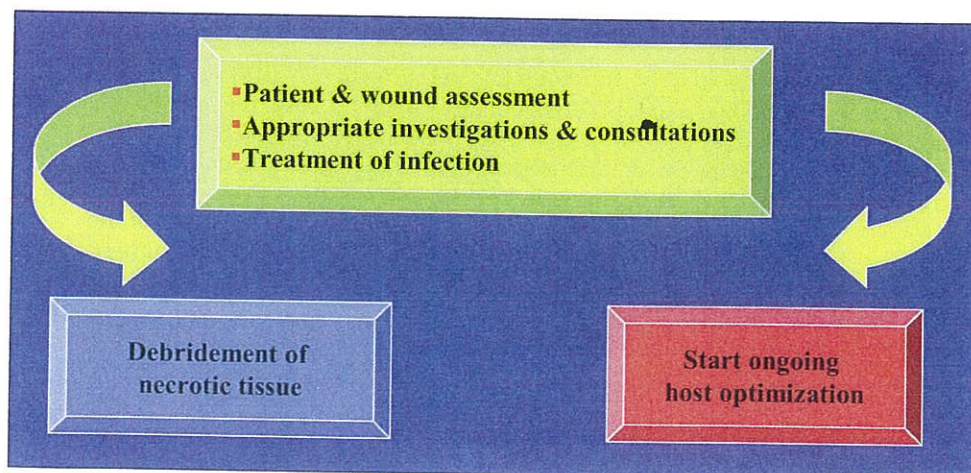 ▪Patient & wound assessment
▪Appropriate investigations & consultations
▪Treatment of infection
Debridement of
necrotic tissue
Start ongoing
host optimization